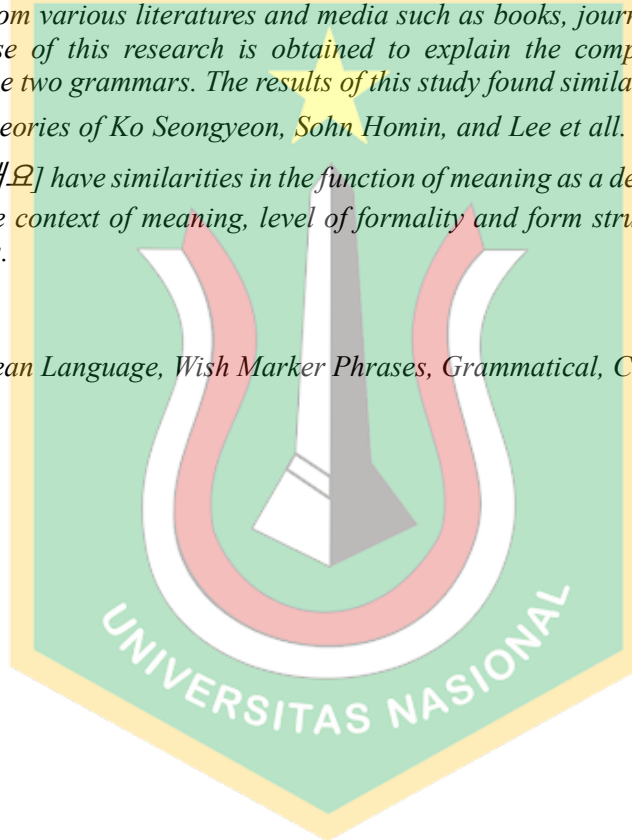 om various literatures and media such as books, journ
se of this research is obtained to explain the comp
e two grammars. The results of this study found simila
eories of Ko Seongyeon, Sohn Homin, and Lee et all.
요] have similarities in the function of meaning as a de
e context of meaning, level of formality and form stru
.
ean Language, Wish Marker Phrases, Grammatical, C
UNIVERSITAS NASIONAL